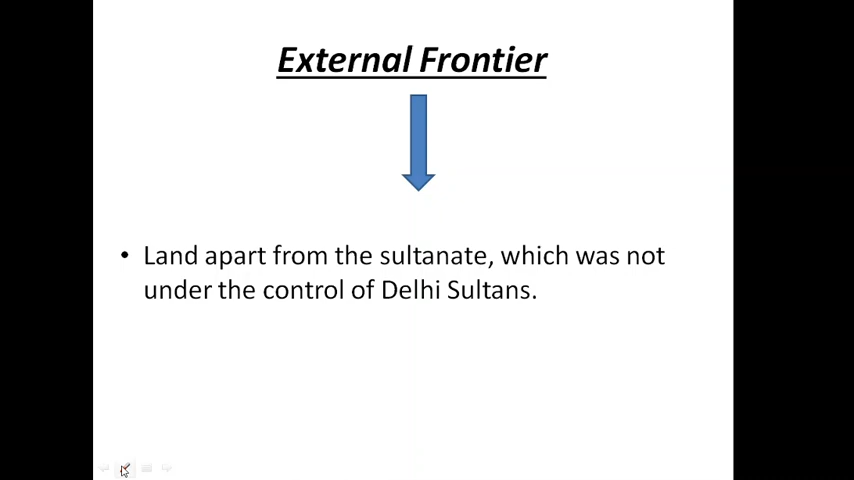 External Frontier
• Land apart from the sultanate, which was not
under the control of Delhi Sultans.